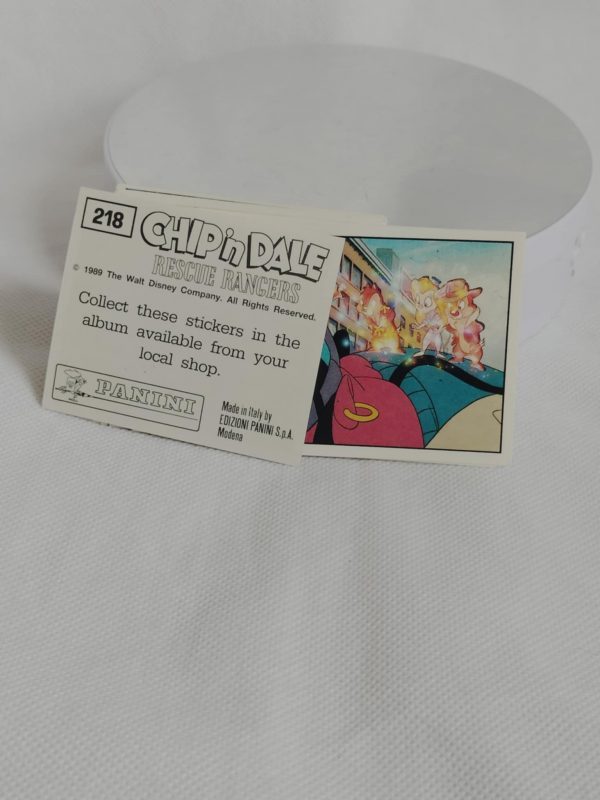 218
CHIP'n DALE
RESCUE RANGERS
© 1989 The Walt Disney Company. All Rights Reserved.
Collect these stickers in the
album available from your
local shop.
PANINI
Made in Italy by
EDIZIONI PANINI S.p.A.
Modena